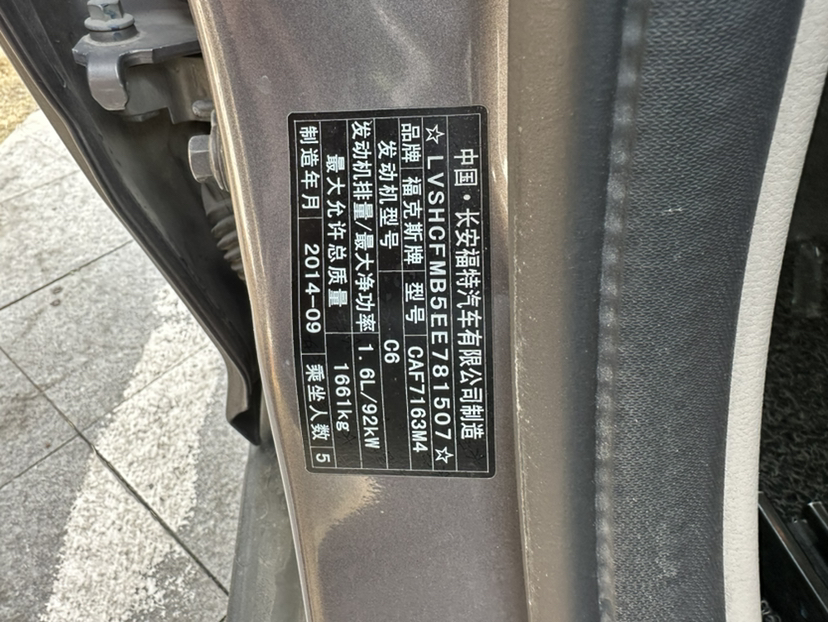 中国·长安福特汽车有限公司制造
☆LVSHCFMB5EE781507☆
品牌 福克斯牌 型号 CAF7163M4
发动机型号 C6
发动机排量/最大净功率 1.6L/92kW
最大允许总质量 1661kg
制造年月 2014-09 乘坐人数 5